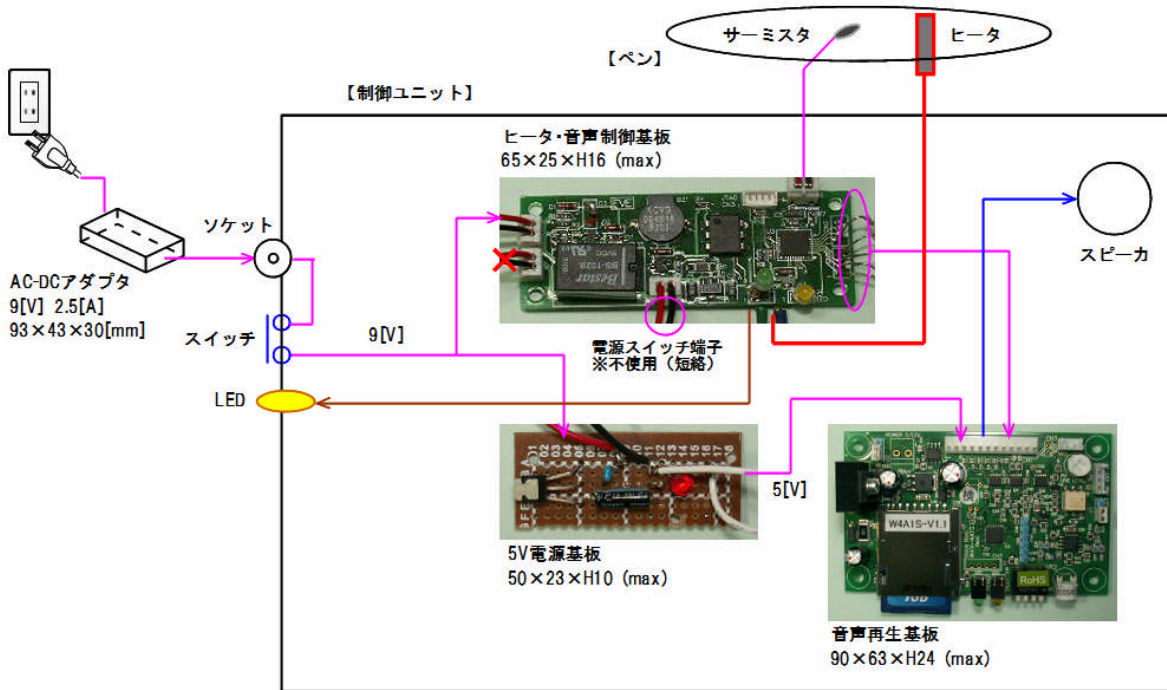 サーミスタ
ヒータ
【ペン】
【制御ユニット】
ヒータ・音声制御基板
65×25×H16 (max)
ソケット
スピーカ
AC-DCアダプタ
9[V] 2.5[A]
93×43×30[mm]
スイッチ
9[V]
電源スイッチ端子
※不使用（短絡）
LED
5[V]
5V電源基板
50×23×H10 (max)
W4A1S-V1.1
RoHS
音声再生基板
90×63×H24 (max)
Bestar
検